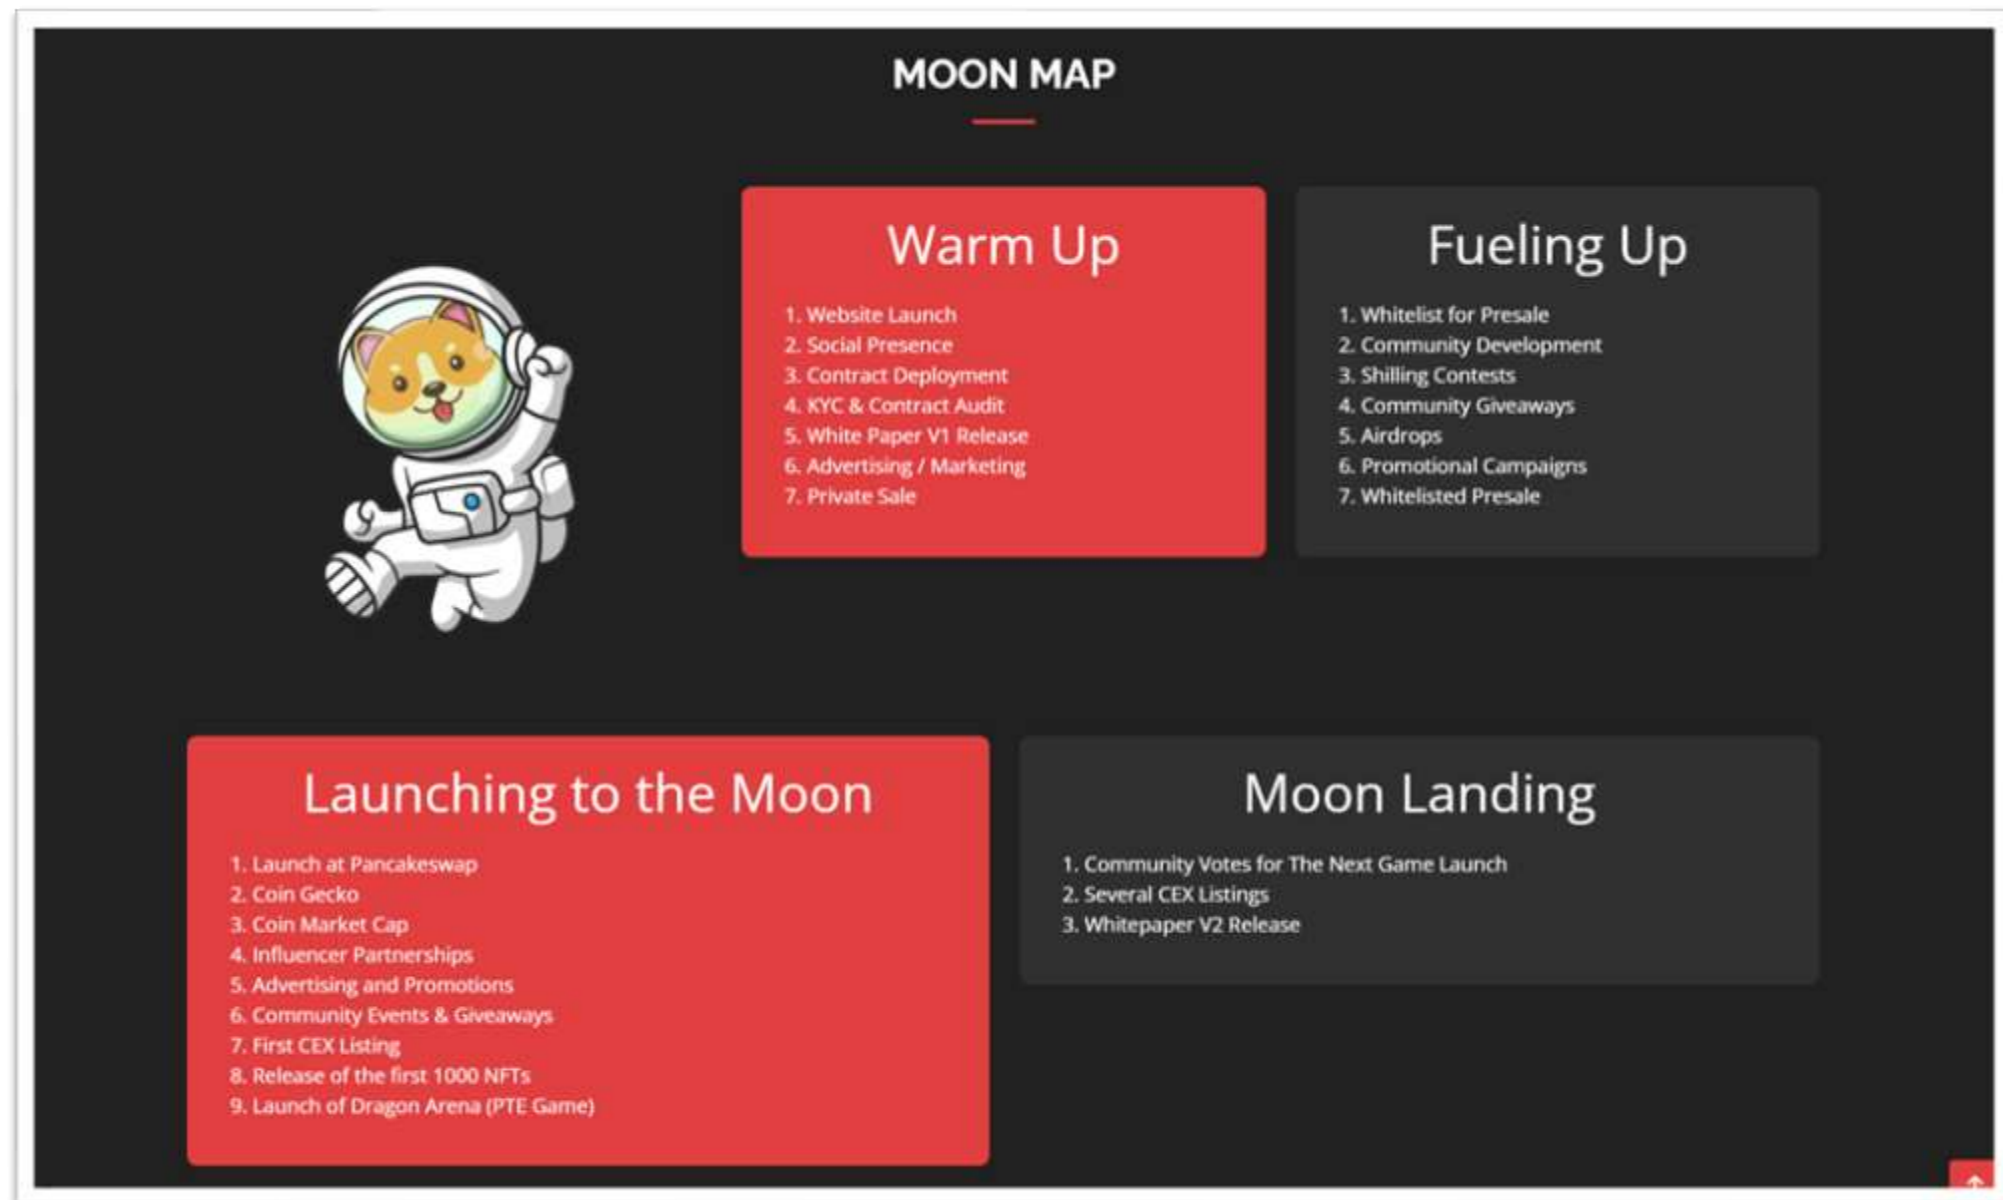 MOON MAP
Warm Up
1. Website Launch
2. Social Presence
3. Contract Deployment
4. KYC & Contract Audit
5. White Paper V1 Release
6. Advertising / Marketing
7. Private Sale
Fueling Up
1. Whitelist for Presale
2. Community Development
3. Shilling Contests
4. Community Giveaways
5. Airdrops
6. Promotional Campaigns
7. Whitelisted Presale
Launching to the Moon
1. Launch at Pancakeswap
2. Coin Gecko
3. Coin Market Cap
4. Influencer Partnerships
5. Advertising and Promotions
6. Community Events & Giveaways
7. First CEX Listing
8. Release of the first 1000 NFTs
9. Launch of Dragon Arena (PTE Game)
Moon Landing
1. Community Votes for The Next Game Launch
2. Several CEX Listings
3. Whitepaper V2 Release